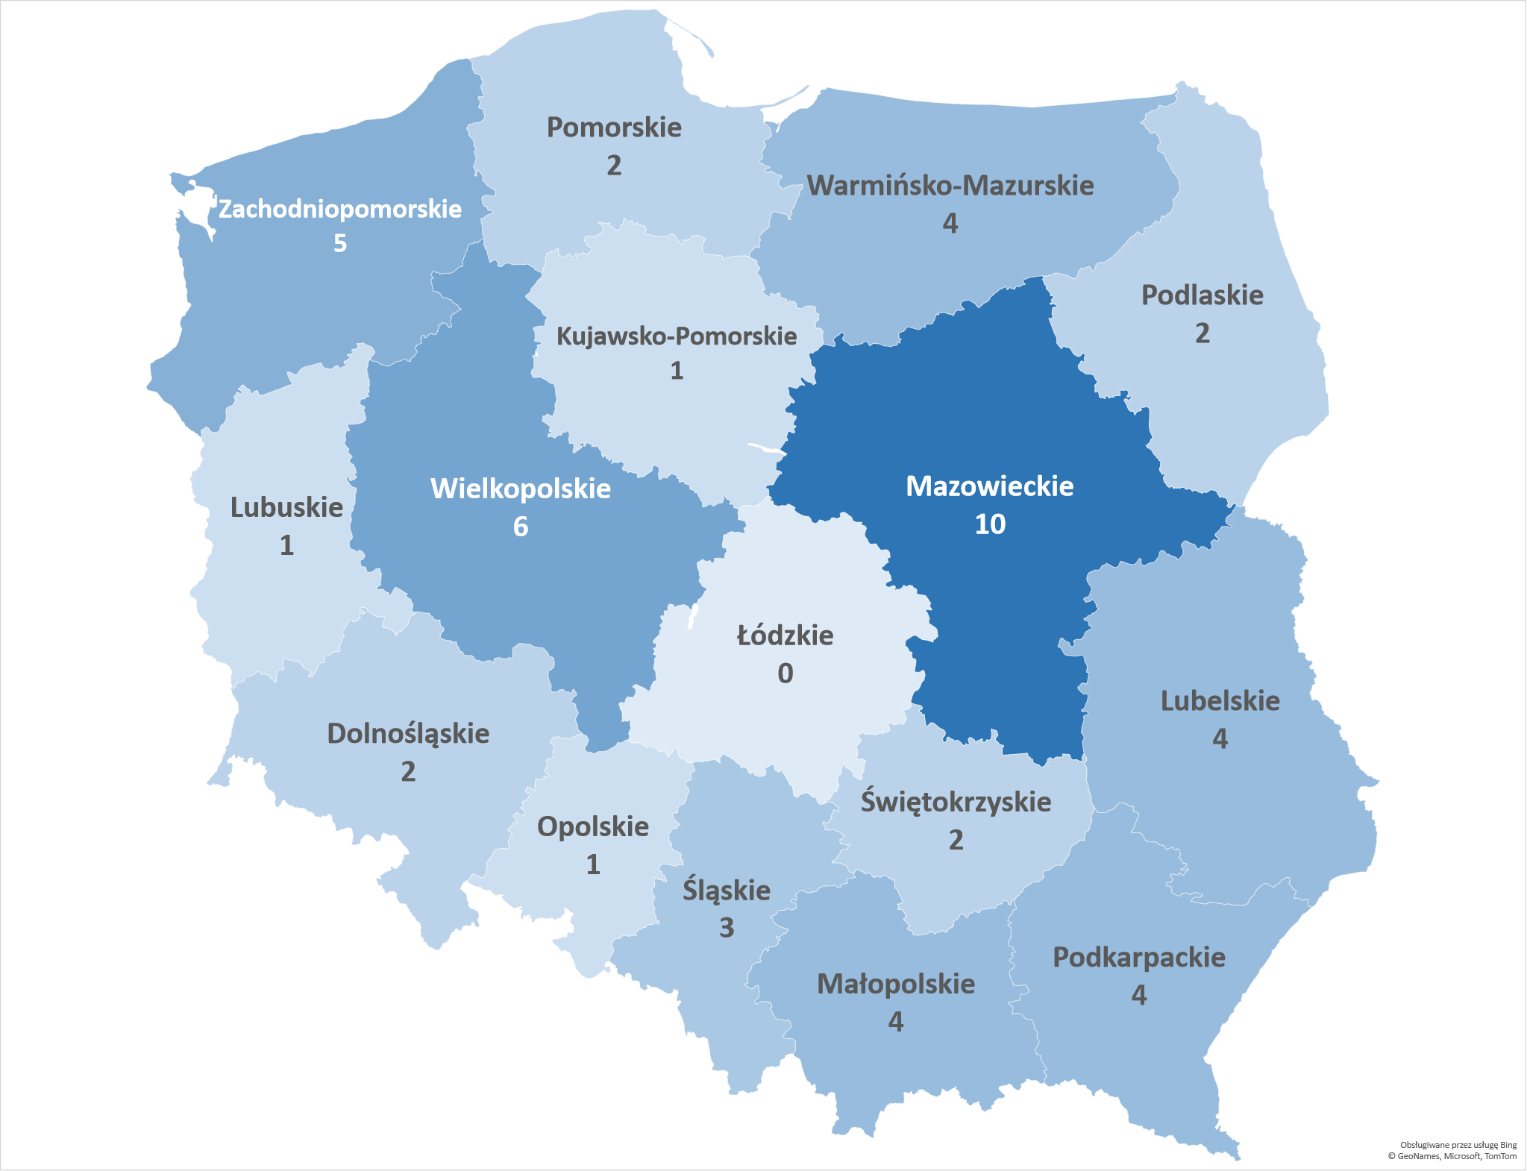 Pomorskie
2
Warmińsko-Mazurskie
4
Zachodniopomorskie
5
Podlaskie
2
Kujawsko-Pomorskie
1
Wielkopolskie
6
Mazowieckie
10
Lubuskie
1
Łódzkie
0
Lubelskie
4
Dolnośląskie
2
Świętokrzyskie
2
Opolskie
1
Śląskie
3
Podkarpackie
4
Małopolskie
4
Obsługiwane przez usługę Bing
© GeoNames, Microsoft, TomTom